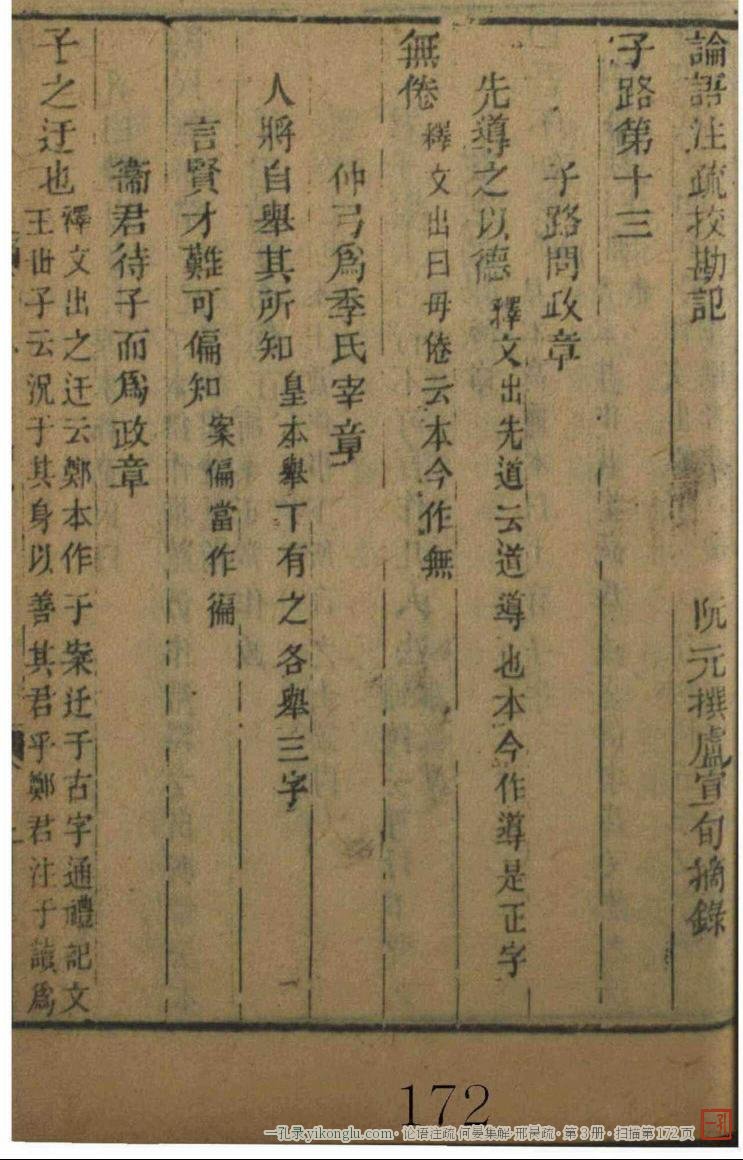 論語注疏挍勘記　阮元撰盧宣旬摘錄
子路第十三
子路問政章
先導之以德 釋文出先道云道導也本今作導是正字
無倦 釋文出曰毋倦云本今作無
仲弓爲季氏宰章
人將自舉其所知 皇本舉下有之各舉三字
言賢才難可偏知 案偏當作徧
衞君待子而爲政章
子之迂也 釋文出之迂云鄭本作于案迂于古字通禮記文
王世子云況于其身以善其君乎鄭君注于讀爲
172
一孔录yikonglu.com · 论语注疏.何晏集解.邢昺疏 · 第3册 · 扫描第172页
一孔